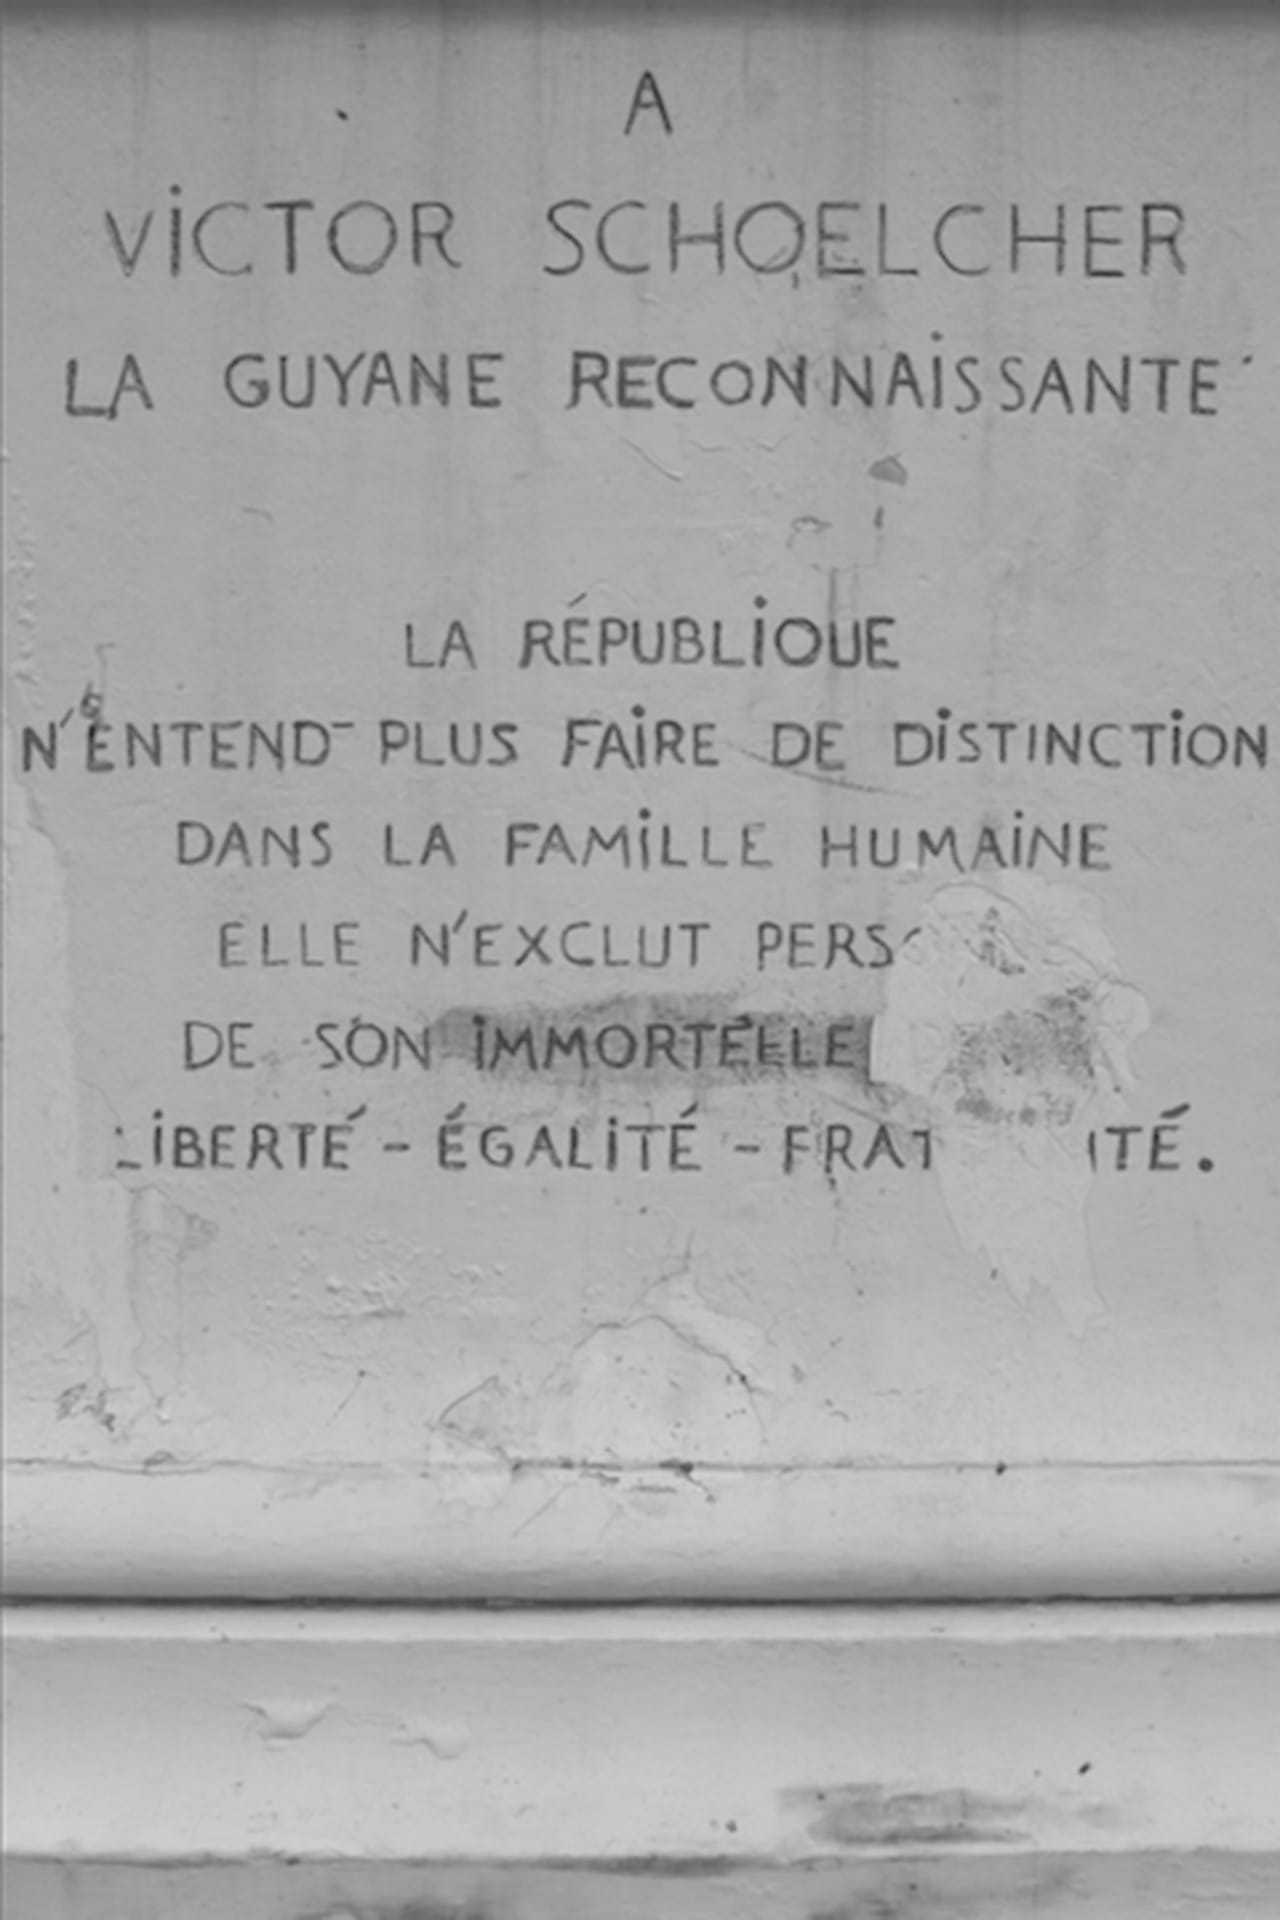 A
VICTOR SCHOELCHER
LA GUYANE RECONNAISSANTE
LA RÉPUBLIQUE
N'ENTEND PLUS FAIRE DE DISTINCTION
DANS LA FAMILLE HUMAINE
ELLE N'EXCLUT
DE SON IMMORTELLE
LIBERTÉ - ÉGALITÉ -